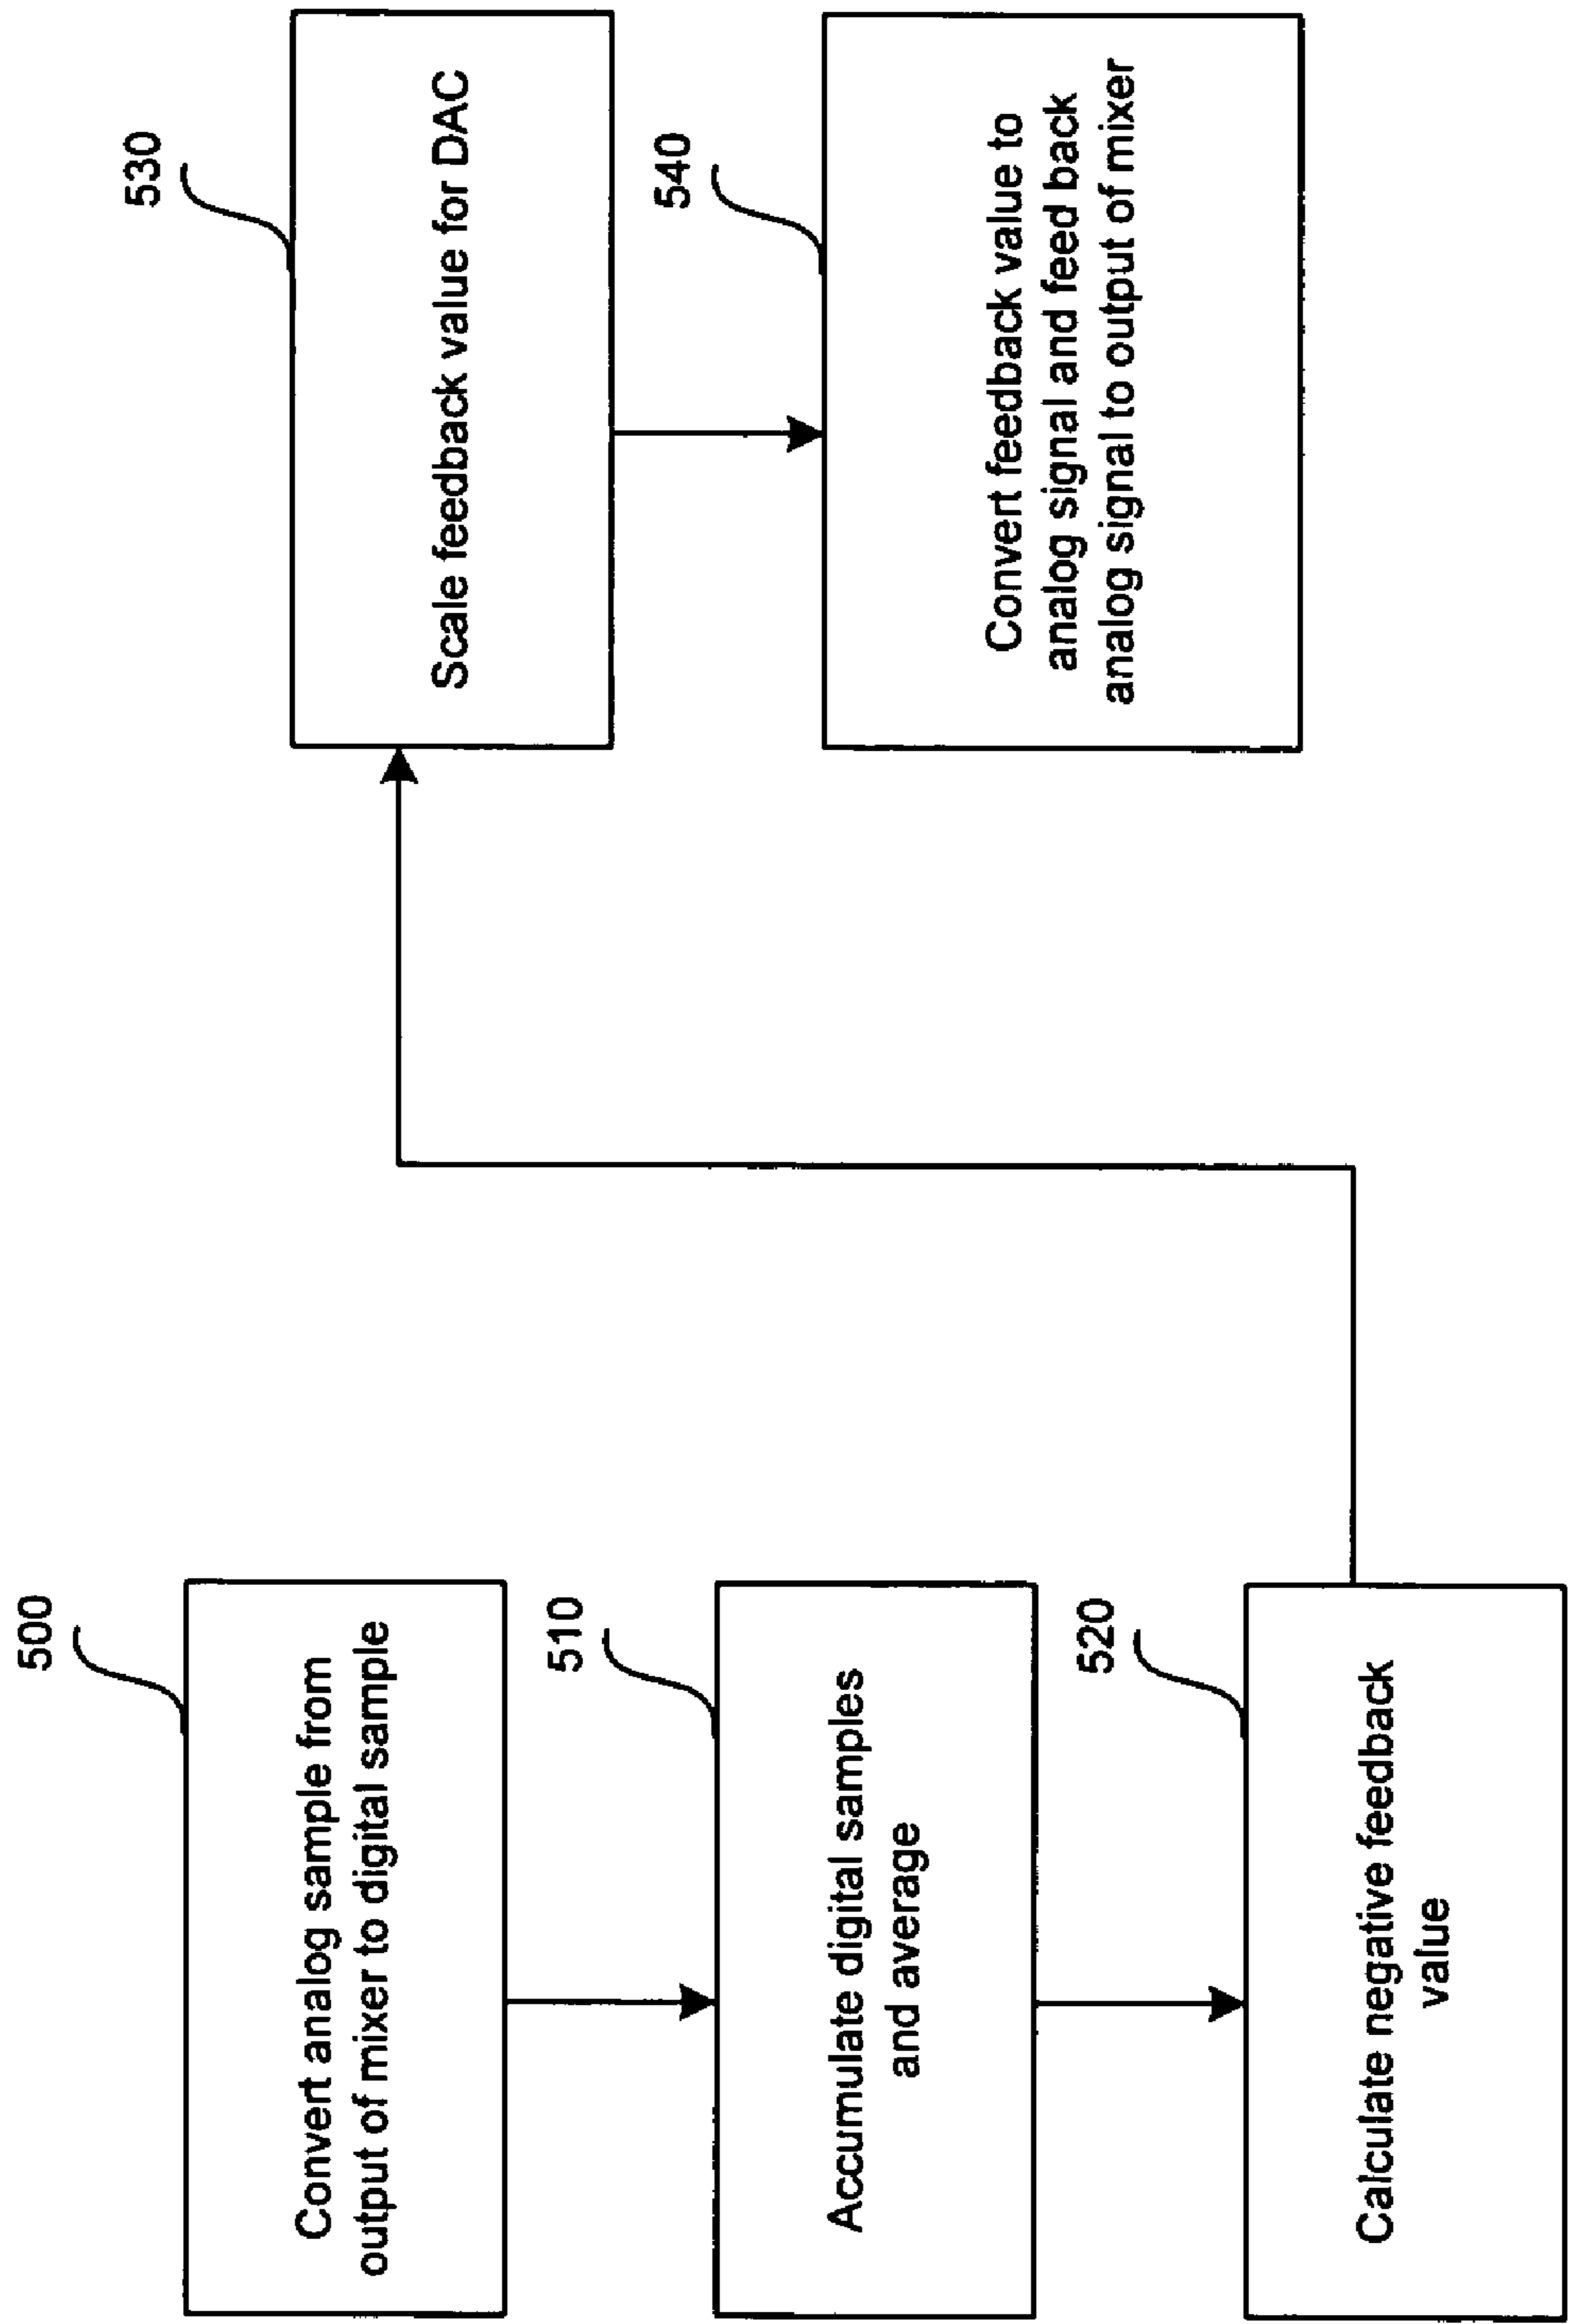 500
Convert analog sample from
output of mixer to digital sample
510
Accumulate digital samples
and average
520
Calculate negative feedback
value
530
Scale feedback value for DAC
540
Convert feedback value to
analog signal and feed back
analog signal to output of mixer